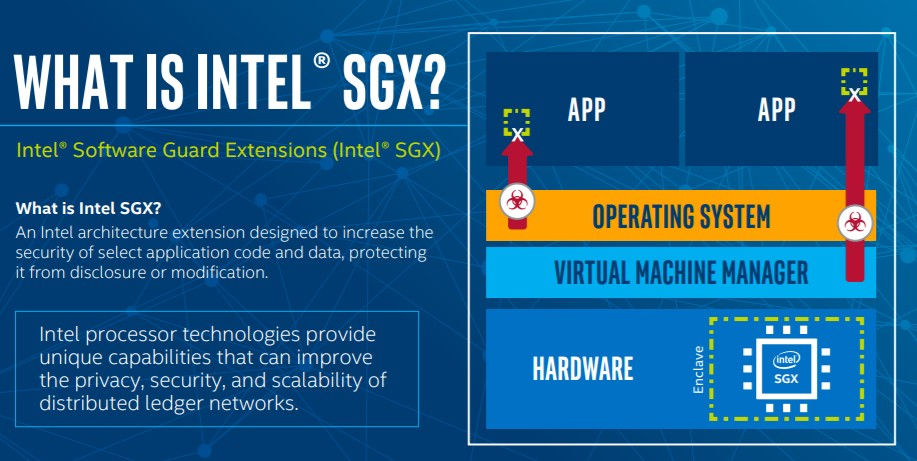 WHAT IS INTEL® SGX?
Intel® Software Guard Extensions (Intel® SGX)
What is Intel SGX?
An Intel architecture extension designed to increase the
security of select application code and data, protecting
it from disclosure or modification.
Intel processor technologies provide
unique capabilities that can improve
the privacy, security, and scalability of
distributed ledger networks.
APP
APP
X
X
OPERATING SYSTEM
VIRTUAL MACHINE MANAGER
HARDWARE
Enclave
intel
SGX